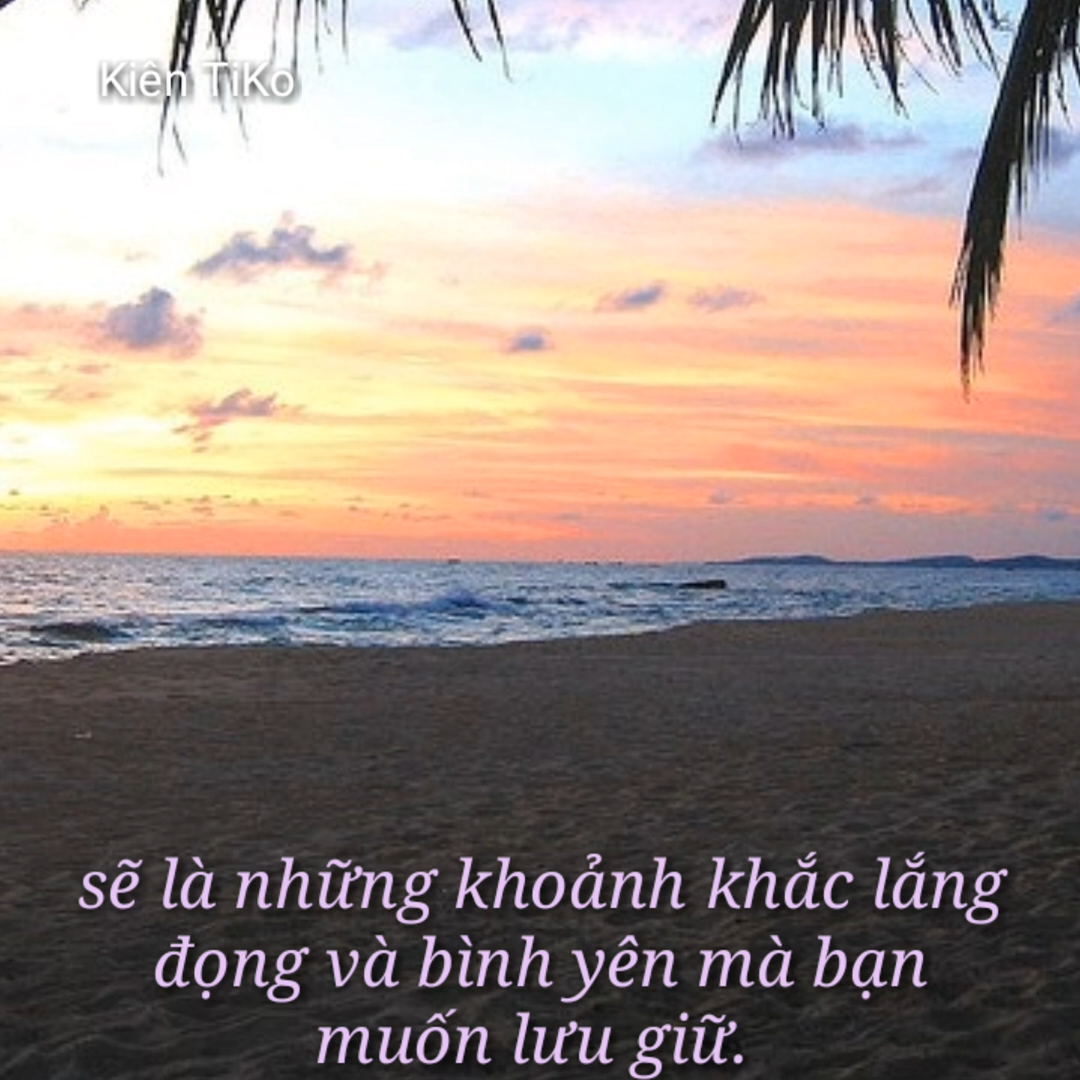 Kiên TiKo
sẽ là những khoảnh khắc lắng
đọng và bình yên mà bạn
muốn lưu giữ.